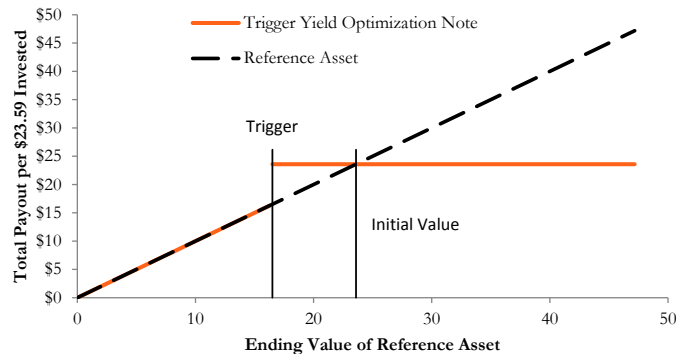 Total Payout per $23.59 Invested
$50
$45
$40
$35
$30
$25
$20
$15
$10
$5
$0
Trigger Yield Optimization Note
Reference Asset
Trigger
Initial Value
0
10
20
30
40
50
Ending Value of Reference Asset